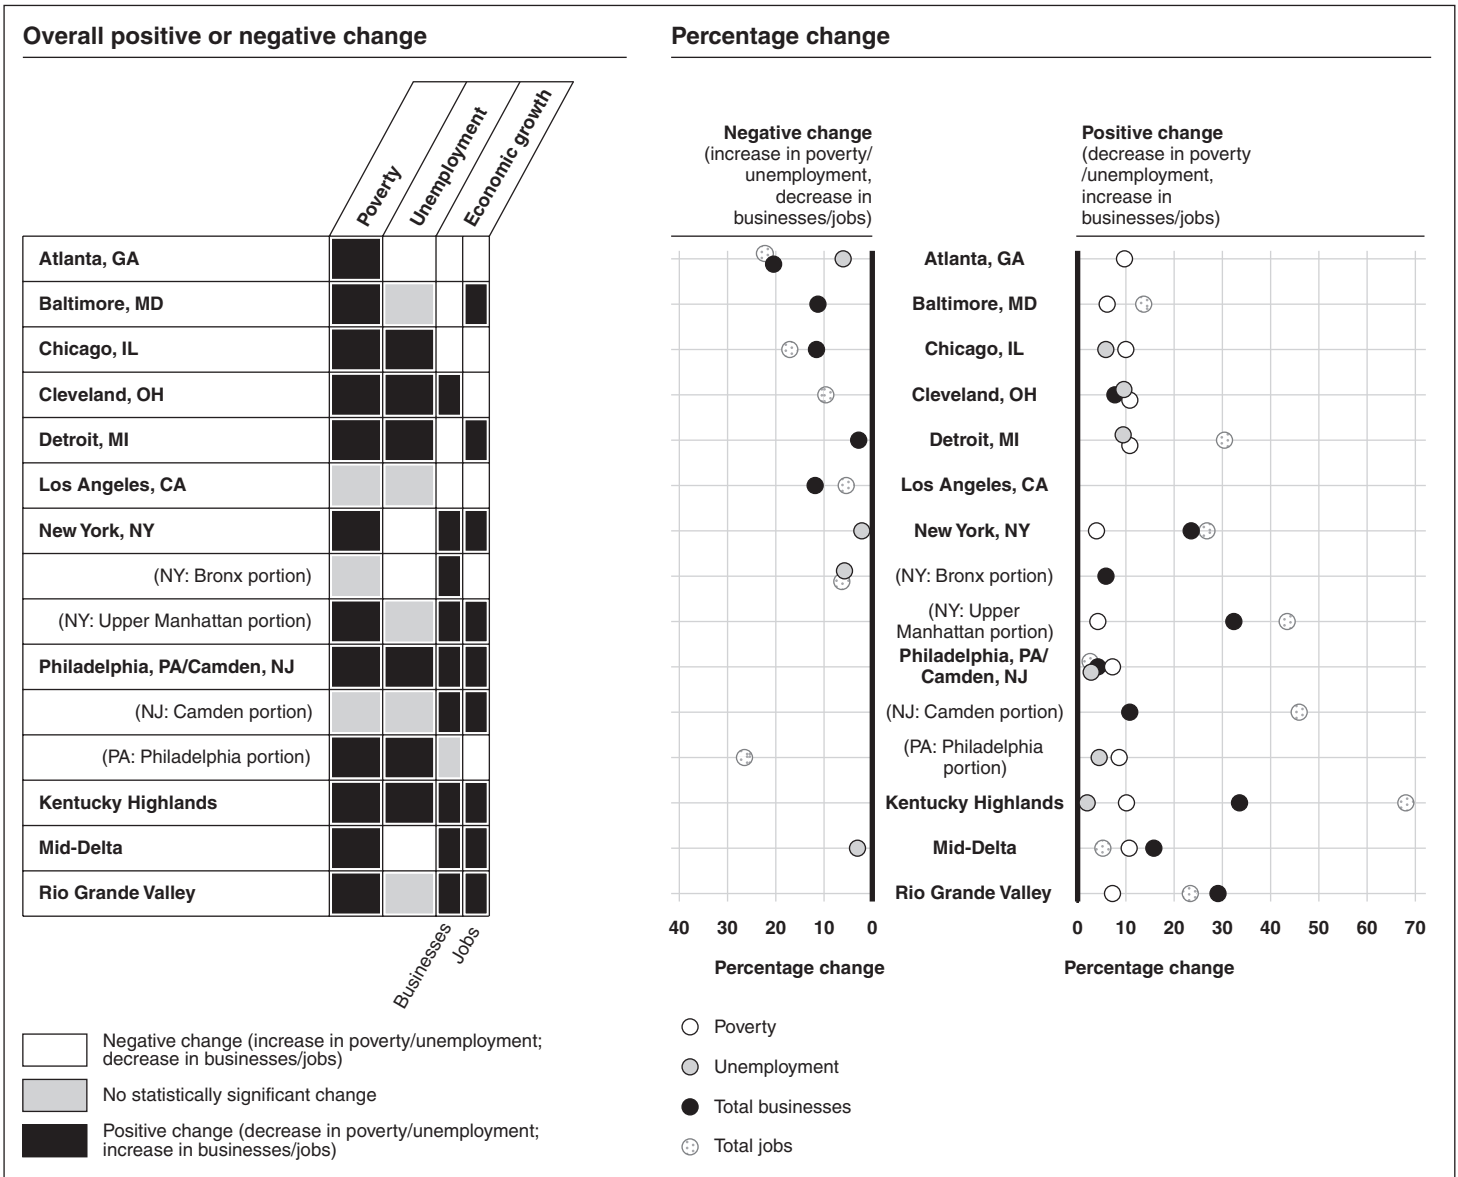 Overall positive or negative change
Percentage change
Poverty
Unemployment
Economic growth
Negative change
(increase in poverty/
unemployment,
decrease in
businesses/jobs)
Positive change
(decrease in poverty
/unemployment,
increase in
businesses/jobs)
Atlanta, GA
Baltimore, MD
Chicago, IL
Cleveland, OH
Detroit, MI
Los Angeles, CA
New York, NY
(NY: Bronx portion)
(NY: Upper Manhattan portion)
Philadelphia, PA/Camden, NJ
(NJ: Camden portion)
(PA: Philadelphia portion)
Kentucky Highlands
Mid-Delta
Rio Grande Valley
Businesses
Jobs
Atlanta, GA
Baltimore, MD
Chicago, IL
Cleveland, OH
Detroit, MI
Los Angeles, CA
New York, NY
(NY: Bronx portion)
(NY: Upper
Manhattan portion)
Philadelphia, PA/
Camden, NJ
(NJ: Camden portion)
(PA: Philadelphia
portion)
Kentucky Highlands
Mid-Delta
Rio Grande Valley
40 30 20 10 0
0 10 20 30 40 50 60 70
Percentage change
Percentage change
Negative change (increase in poverty/unemployment;
decrease in businesses/jobs)
No statistically significant change
Positive change (decrease in poverty/unemployment;
increase in businesses/jobs)
Poverty
Unemployment
Total businesses
Total jobs